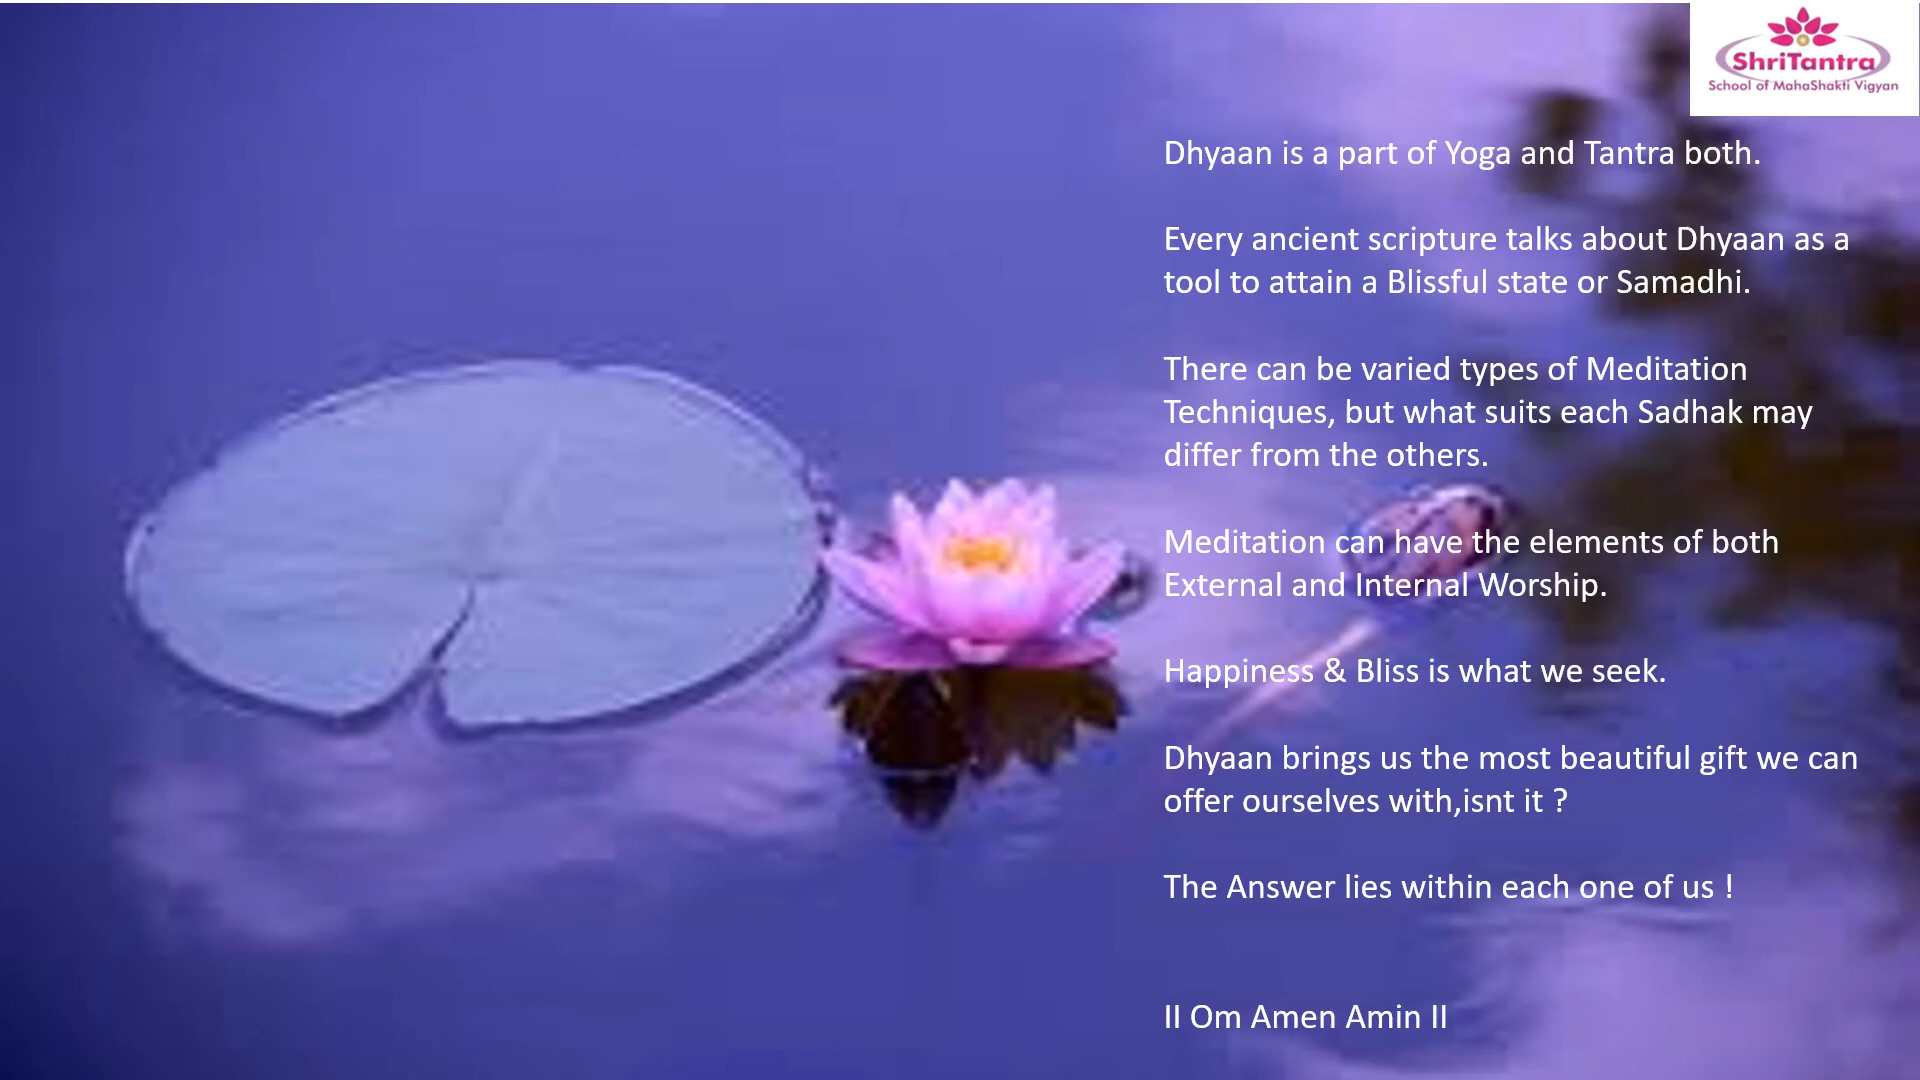 ShriTantra
School of MahaShakti Vigyan
Dhyaan is a part of Yoga and Tantra both.
Every ancient scripture talks about Dhyaan as a
tool to attain a Blissful state or Samadhi.
There can be varied types of Meditation
Techniques, but what suits each Sadhak may
differ from the others.
Meditation can have the elements of both
External and Internal Worship.
Happiness & Bliss is what we seek.
Dhyaan brings us the most beautiful gift we can
offer ourselves with,isnt it ?
The Answer lies within each one of us !
II Om Amen Amin II